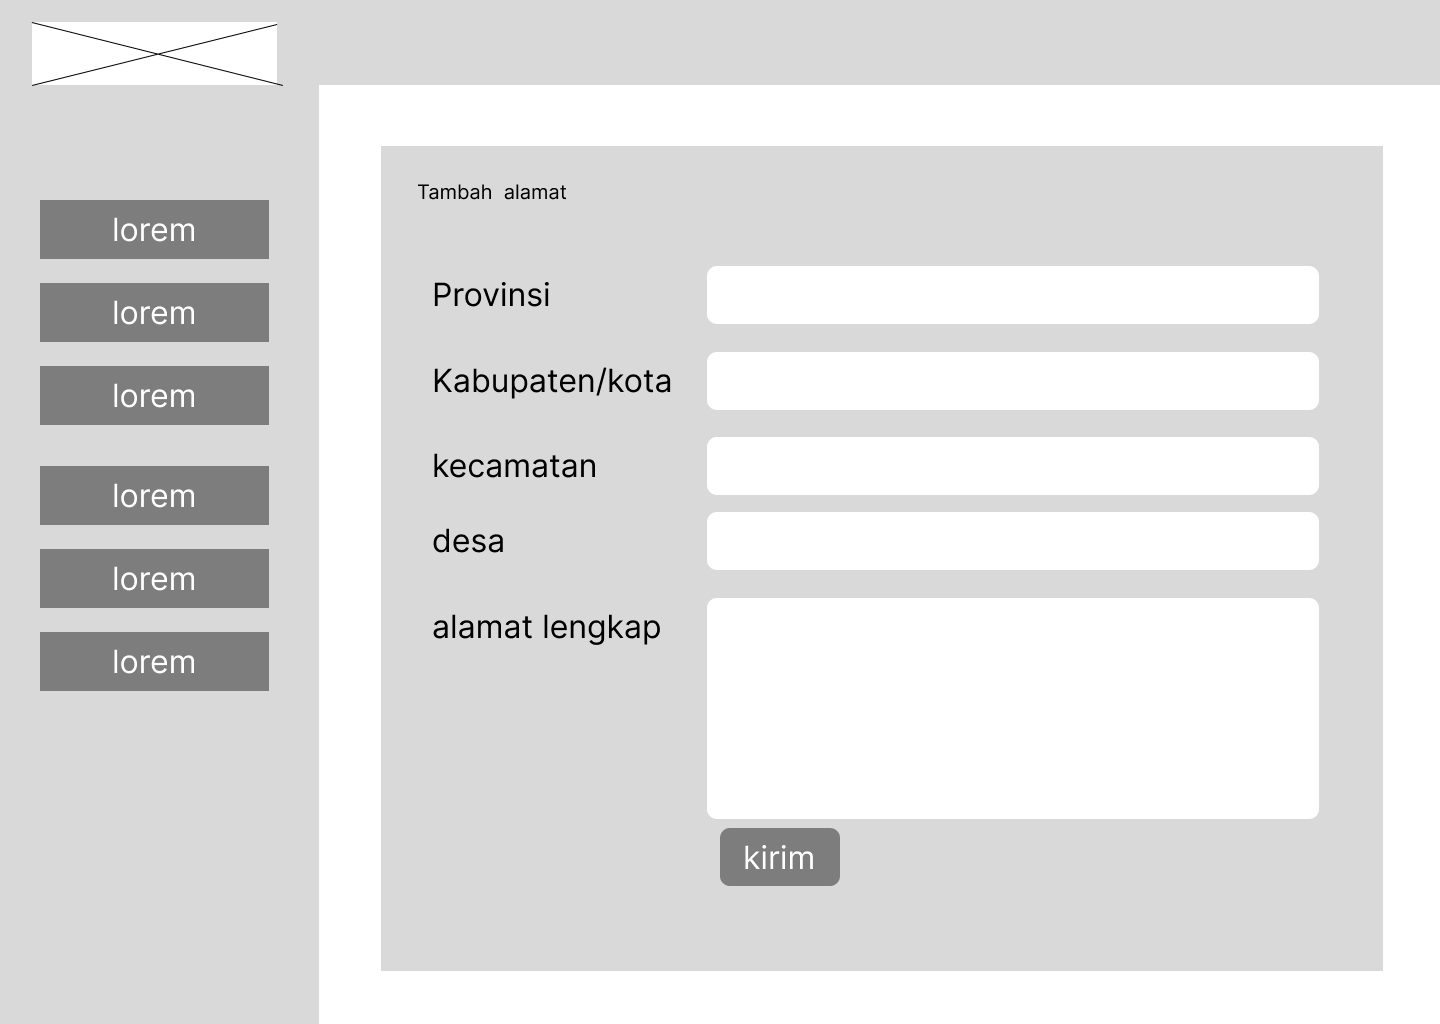 lorem
lorem
lorem
lorem
lorem
lorem
Tambah alamat
Provinsi
Kabupaten/kota
kecamatan
desa
alamat lengkap
kirim